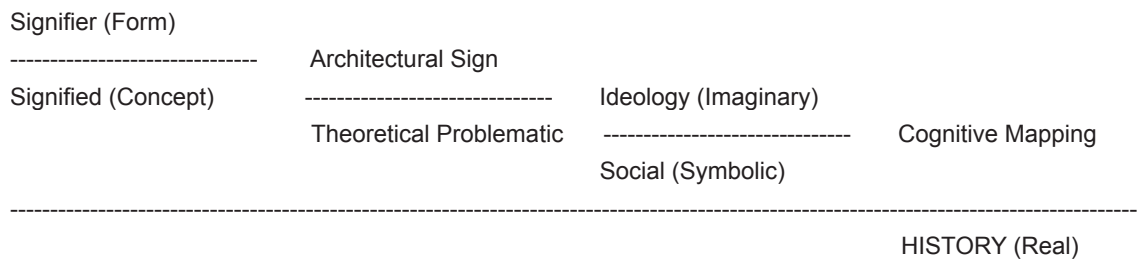 Signifier (Form)
------------------------------- Architectural Sign
Signified (Concept) ------------------------------- Ideology (Imaginary)
Theoretical Problematic ------------------------------- Cognitive Mapping
Social (Symbolic)
---------------------------------------------------------------------------------------------------------------------------------------------
HISTORY (Real)